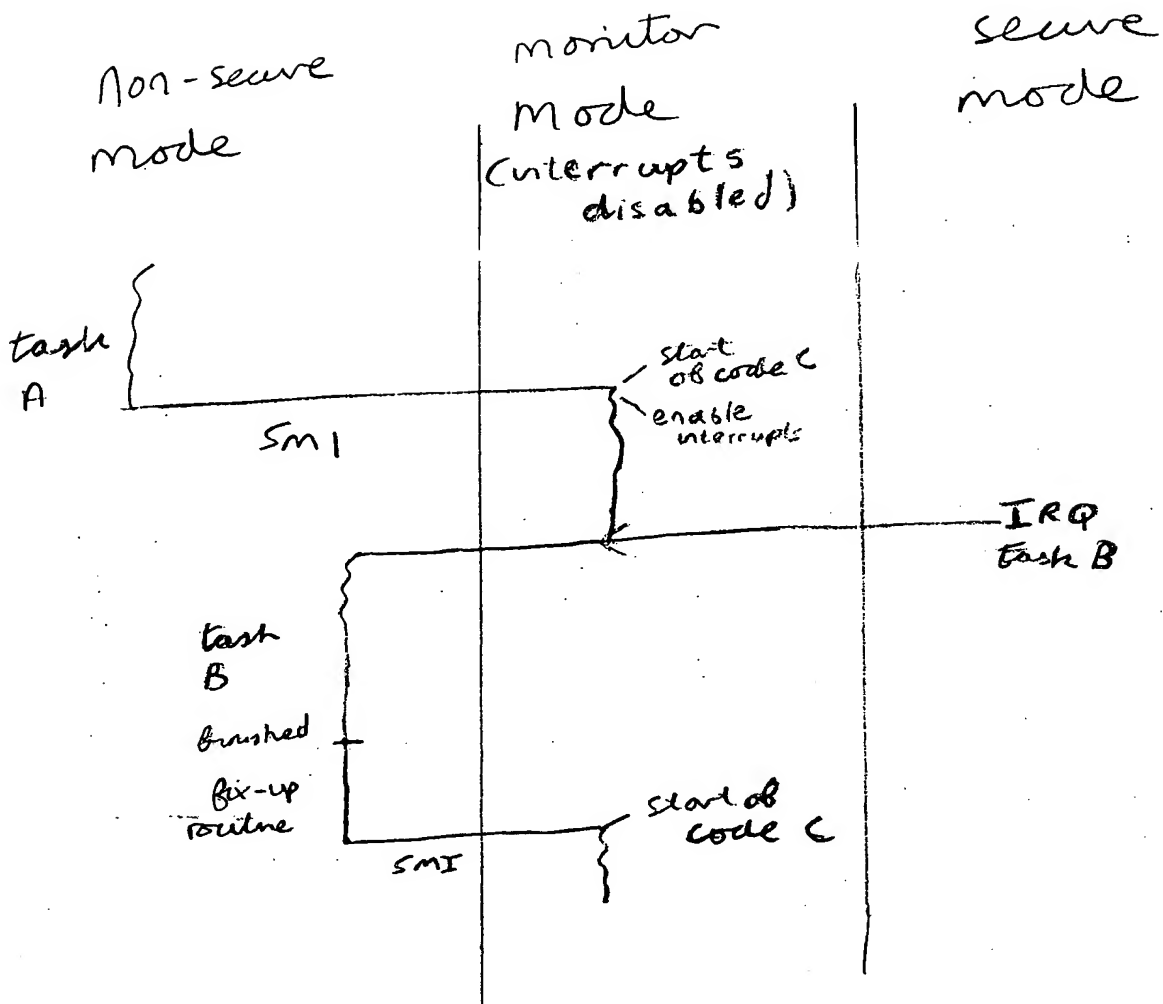 non-secure
mode
monitor
mode
(interrupts
disabled)
secure
mode
task
A
SMI
start
of code C
enable
interrupts
IRQ
task B
task
B
finished
fix-up
routine
SMI
start of
code C